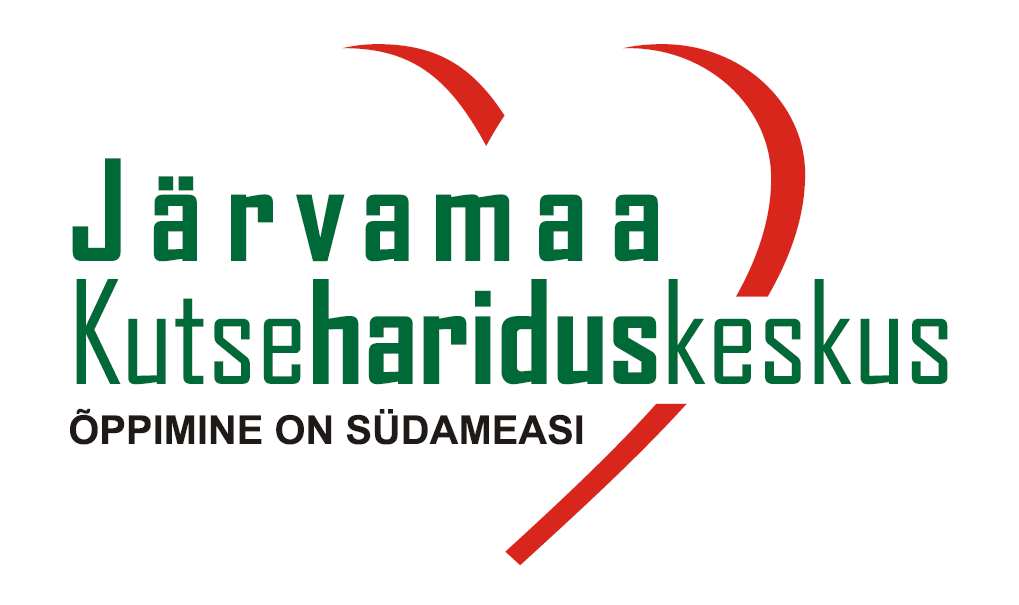 Järvamaa
Kutsehariduskeskus
ÕPPIMINE ON SÜDAMEASI